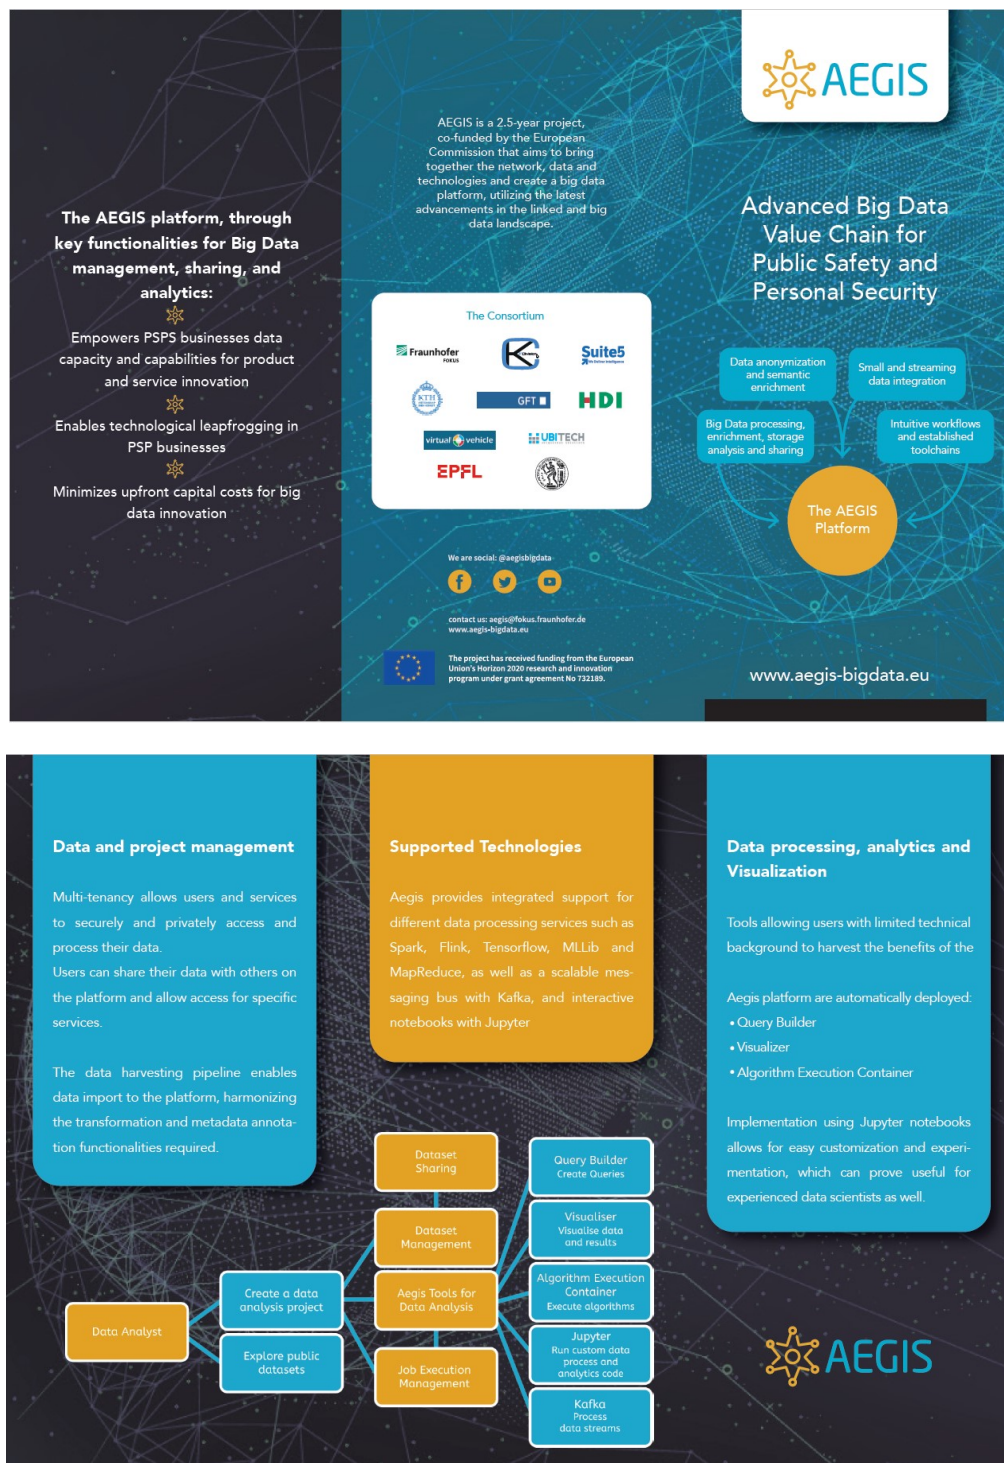 The AEGIS platform, through
key functionalities for Big Data
management, sharing, and
analytics:
Empowers PSPS businesses data
capacity and capabilities for product
and service innovation
Enables technological leapfrogging in
PSP businesses
Minimizes upfront capital costs for big
data innovation
AEGIS is a 2.5-year project,
co-funded by the European
Commission that aims to bring
together the network, data and
technologies and create a big data
platform, utilizing the latest
advancements in the linked and big
data landscape.
The Consortium
Fraunhofer
FOKUS
K
Suite5
We Deliver Intelligence
KTH
GFT
HDI
virtual vehicle
UBITECH
EPFL
We are social: @aegisbigdata
contact us: aegis@fokus.fraunhofer.de
www.aegis-bigdata.eu
The project has received funding from the European
Union's Horizon 2020 research and innovation
program under grant agreement No 732189.
AEGIS
Advanced Big Data
Value Chain for
Public Safety and
Personal Security
Data anonymization
and semantic
enrichment
Small and streaming
data integration
Big Data processing,
enrichment, storage
analysis and sharing
Intuitive workflows
and established
toolchains
The AEGIS
Platform
www.aegis-bigdata.eu
Data and project management
Multi-tenancy allows users and services
to securely and privately access and
process their data.
Users can share their data with others on
the platform and allow access for specific
services.
The data harvesting pipeline enables
data import to the platform, harmonizing
the transformation and metadata annota-
tion functionalities required.
Supported Technologies
Aegis provides integrated support for
different data processing services such as
Spark, Flink, Tensorflow, MLLib and
MapReduce, as well as a scalable mes-
saging bus with Kafka, and interactive
notebooks with Jupyter
Data processing, analytics and
Visualization
Tools allowing users with limited technical
background to harvest the benefits of the
Aegis platform are automatically deployed:
• Query Builder
• Visualizer
• Algorithm Execution Container
Implementation using Jupyter notebooks
allows for easy customization and experi-
mentation, which can prove useful for
experienced data scientists as well.
Data Analyst
Create a data
analysis project
Explore public
datasets
Dataset
Sharing
Dataset
Management
Aegis Tools for
Data Analysis
Job Execution
Management
Query Builder
Create Queries
Visualiser
Visualise data
and results
Algorithm Execution
Container
Execute algorithms
Jupyter
Run custom data
process and
analytics code
Kafka
Process
data streams
AEGIS